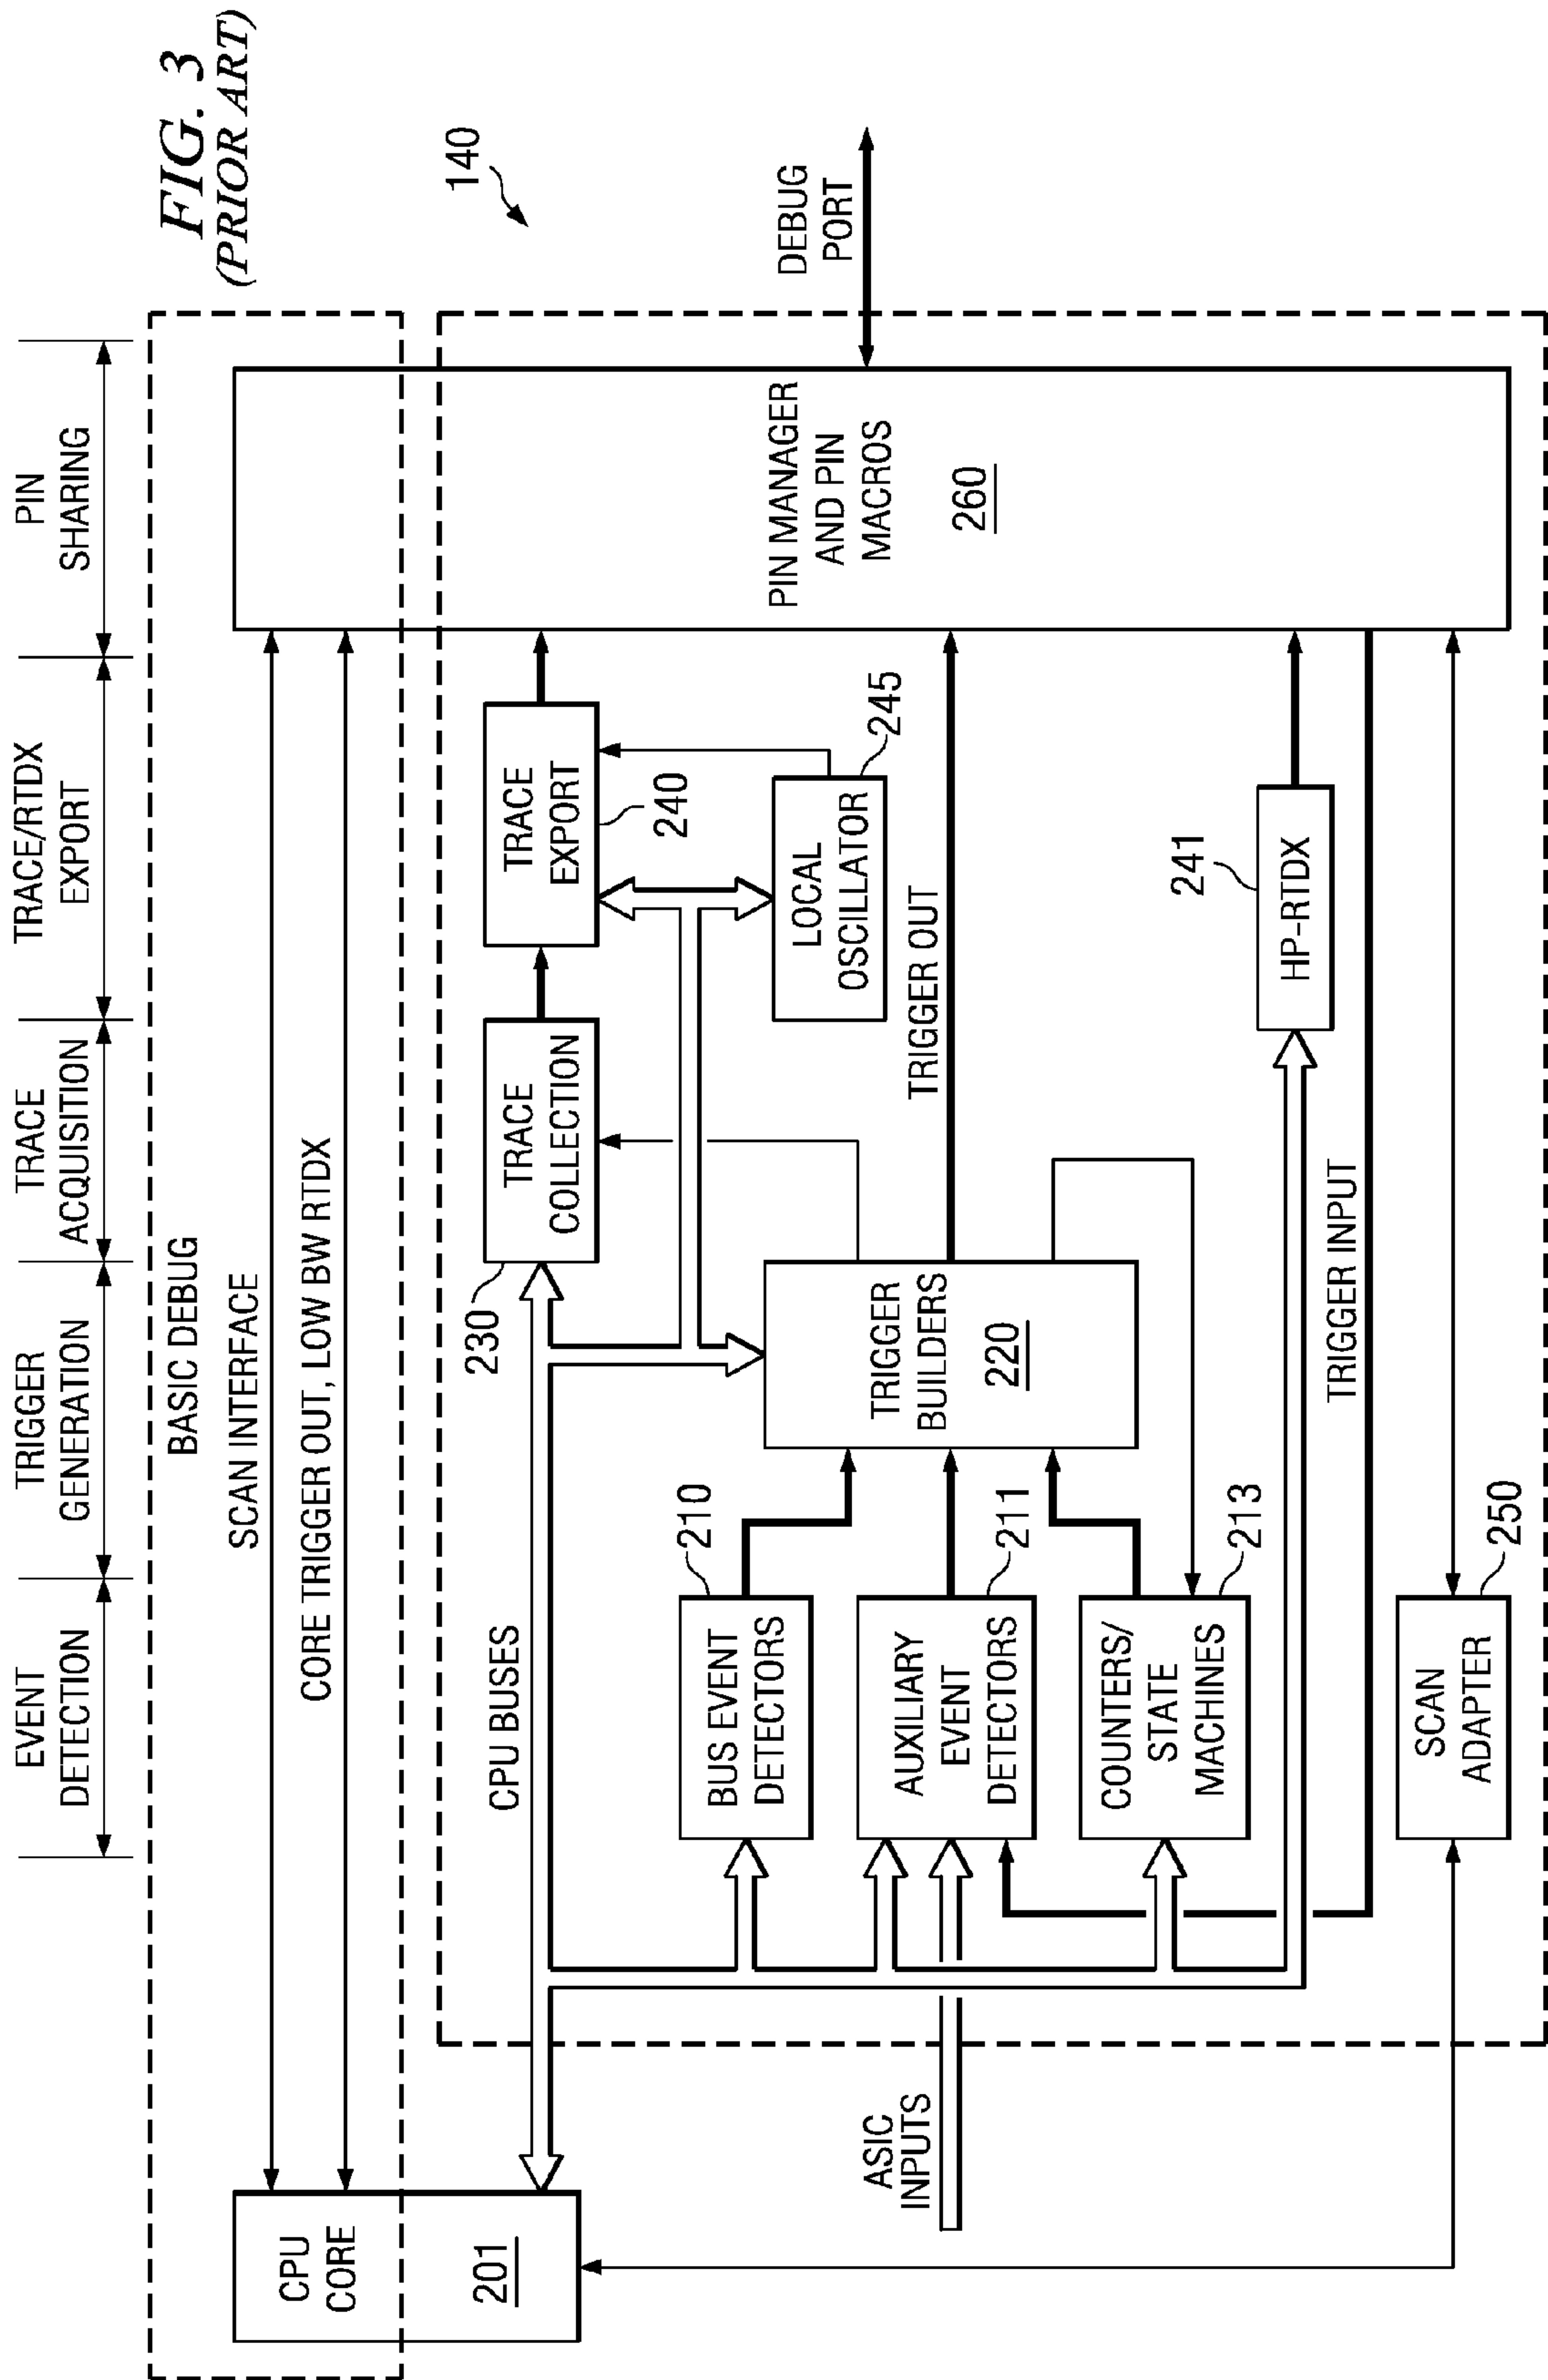 FIG. 3
(PRIOR ART)
EVENT
DETECTION
TRIGGER
GENERATION
TRACE
ACQUISITION
TRACE/RTDX
EXPORT
PIN
SHARING
BASIC DEBUG
SCAN INTERFACE
CORE TRIGGER OUT, LOW BW RTDX
CPU
CORE
201
140
CPU BUSES
230
TRACE
COLLECTION
TRACE
EXPORT
240
LOCAL
OSCILLATOR
245
BUS EVENT
DETECTORS
210
AUXILIARY
EVENT
DETECTORS
211
COUNTERS/
STATE
MACHINES
213
TRIGGER
BUILDERS
220
TRIGGER OUT
PIN MANAGER
AND PIN
MACROS
260
DEBUG
PORT
ASIC
INPUTS
241
HP-RTDX
TRIGGER INPUT
SCAN
ADAPTER
250